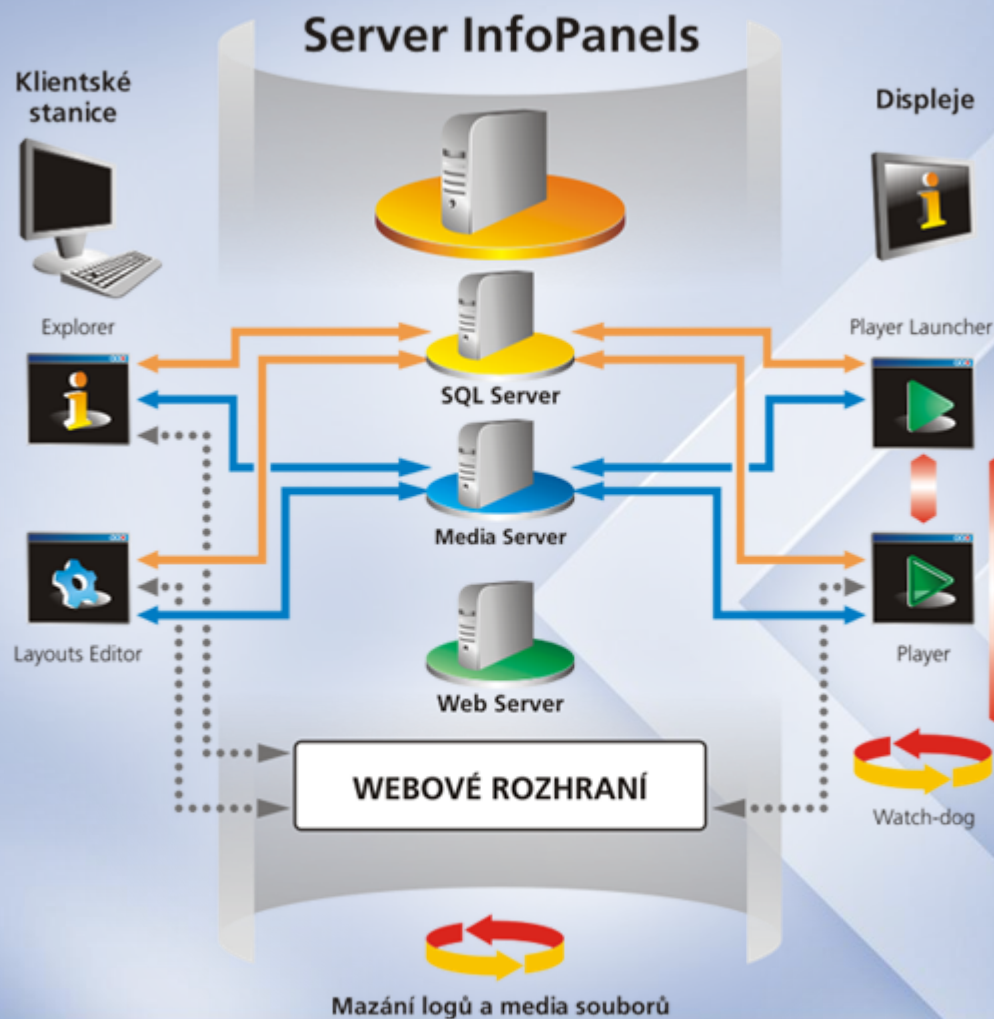 Server InfoPanels
Klientské
stanice
Displeje
Explorer
Player Launcher
SQL Server
Media Server
Layouts Editor
Player
Web Server
WEBOVÉ ROZHRANÍ
Watch-dog
Mazání logů a media souborů